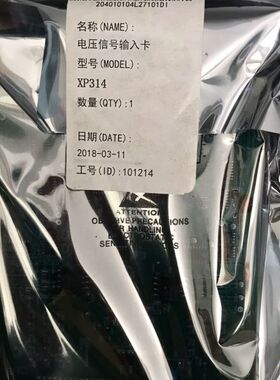 204010104L27101D1
名称(NAME):
电压信号输入卡
型号(MODEL):
XP314
数量(QTY):1
日期(DATE):
2018-03-11
工号(ID):101214
ATTENTION
OBSERVE PRECAUTIONS
FOR HANDLING
ELECTROSTATIC